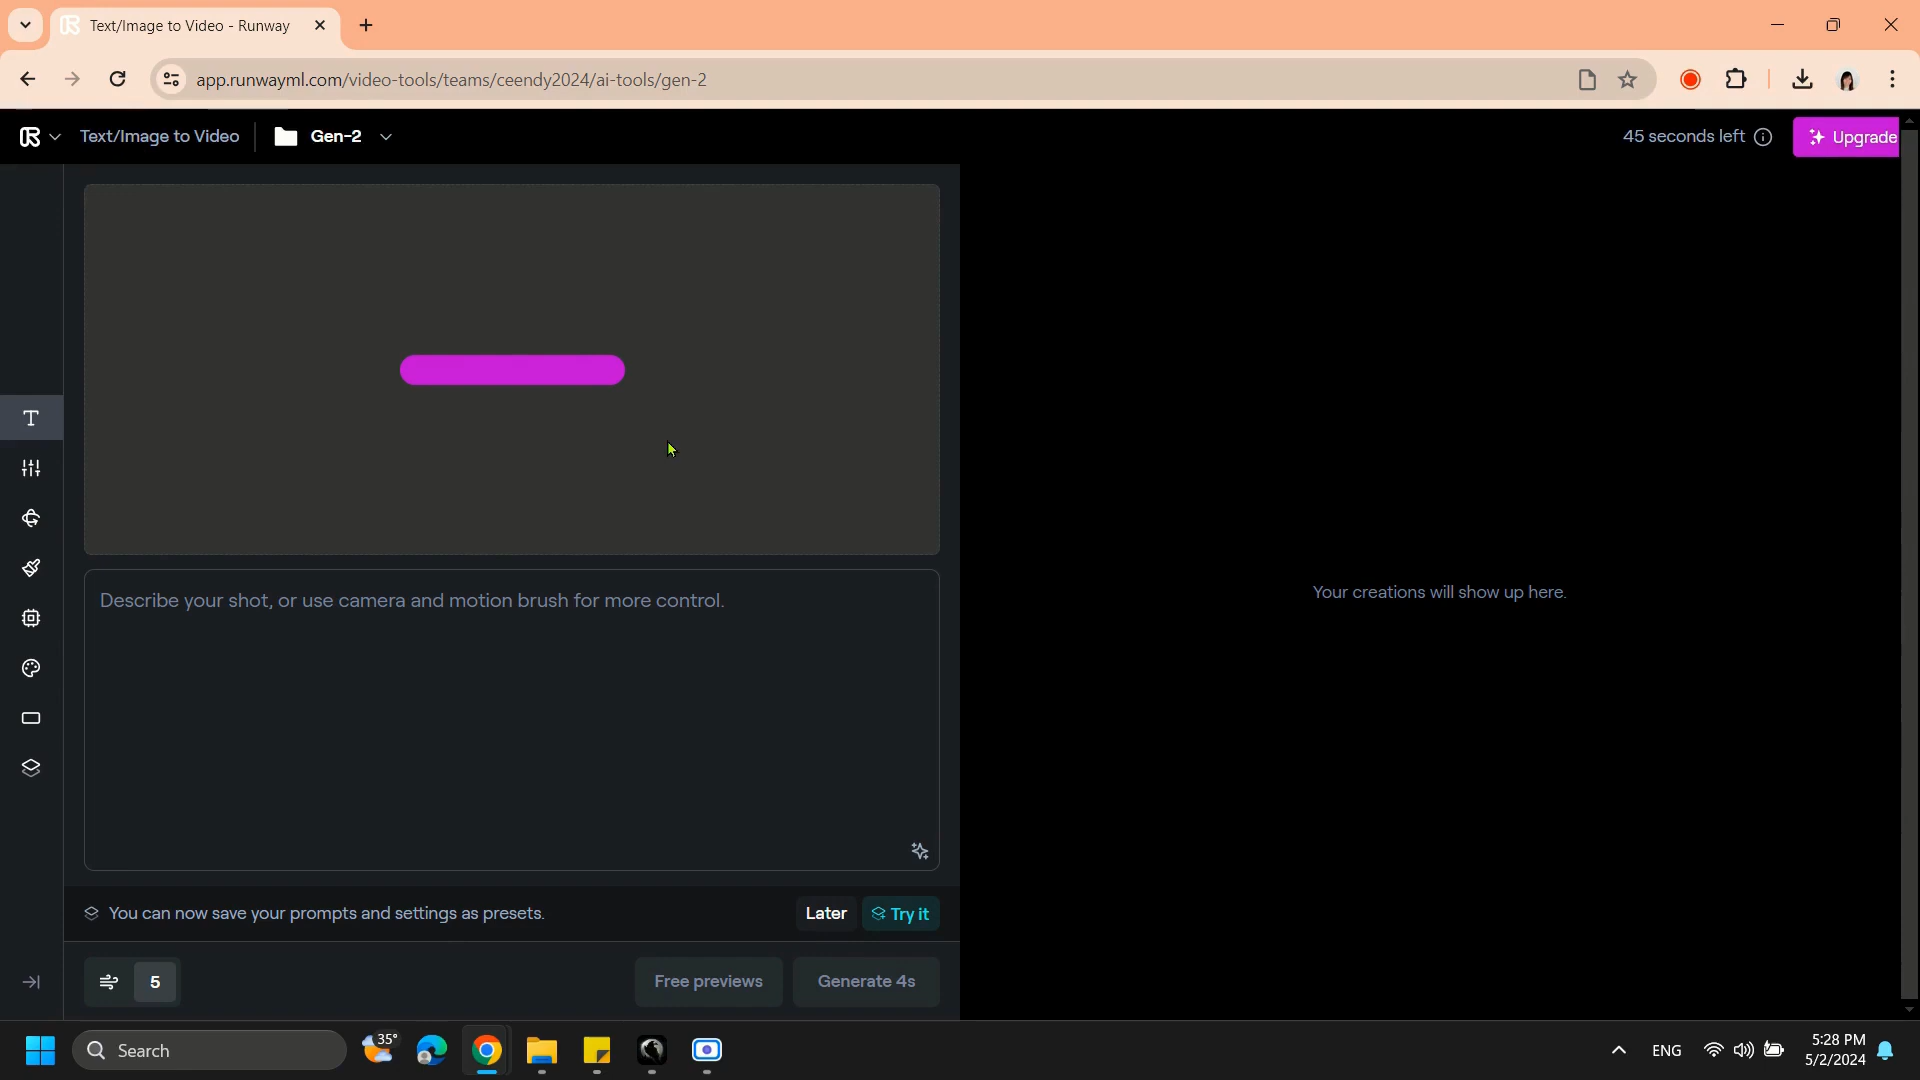 Text/Image to Video - Runway
app.runwayml.com/video-tools/teams/ceendy2024/ai-tools/gen-2
Text/Image to Video
Gen-2
45 seconds left
Upgrade
Describe your shot, or use camera and motion brush for more control.
Your creations will show up here.
You can now save your prompts and settings as presets.
Later
Try it
5
Free previews
Generate 4s
Search
35°
ENG
5:28 PM
5/2/2024